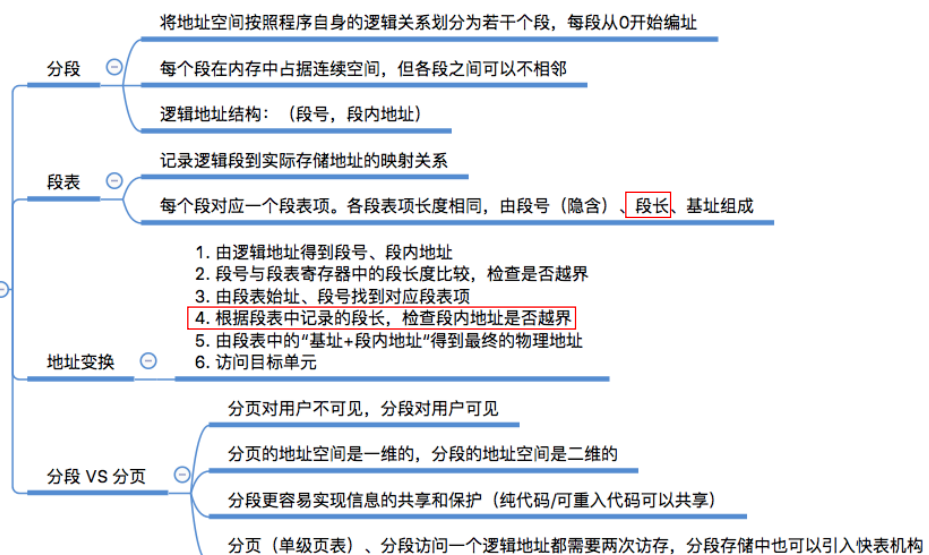 分段
将地址空间按照程序自身的逻辑关系划分为若干个段，每段从0开始编址
每个段在内存中占据连续空间，但各段之间可以不相邻
逻辑地址结构：（段号，段内地址）
段表
记录逻辑段到实际存储地址的映射关系
每个段对应一个段表项。各段表项长度相同，由段号（隐含）、段长、基址组成
地址变换
1. 由逻辑地址得到段号、段内地址
2. 段号与段表寄存器中的段长度比较，检查是否越界
3. 由段表始址、段号找到对应段表项
4. 根据段表中记录的段长，检查段内地址是否越界
5. 由段表中的“基址+段内地址”得到最终的物理地址
6. 访问目标单元
分段 VS 分页
分页对用户不可见，分段对用户可见
分页的地址空间是一维的，分段的地址空间是二维的
分段更容易实现信息的共享和保护（纯代码/可重入代码可以共享）
分页（单级页表）、分段访问一个逻辑地址都需要两次访存，分段存储中也可以引入快表机构